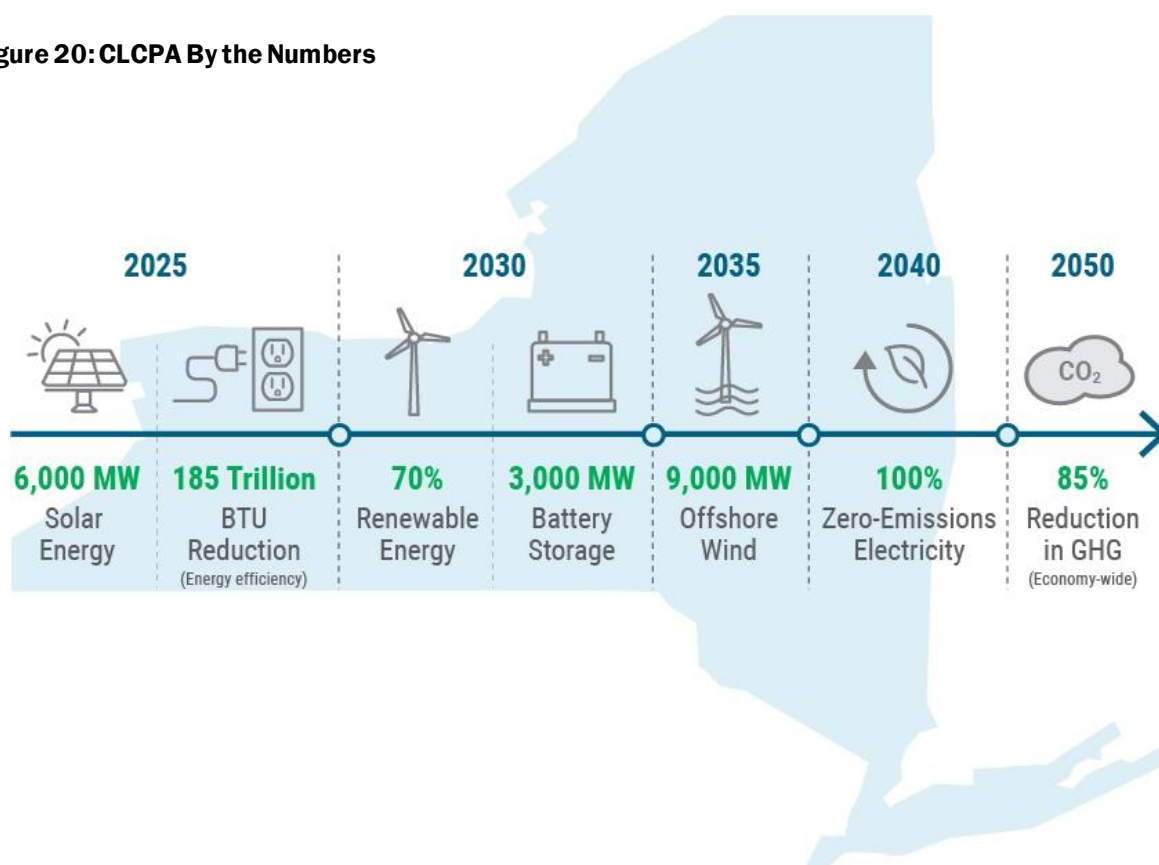 gure 20: CLCPA By the Numbers
2025
2030
2035
2040
2050
CO₂
6,000 MW
Solar
Energy
185 Trillion
BTU
Reduction
(Energy efficiency)
70%
Renewable
Energy
3,000 MW
Battery
Storage
9,000 MW
Offshore
Wind
100%
Zero-Emissions
Electricity
85%
Reduction
in GHG
(Economy-wide)